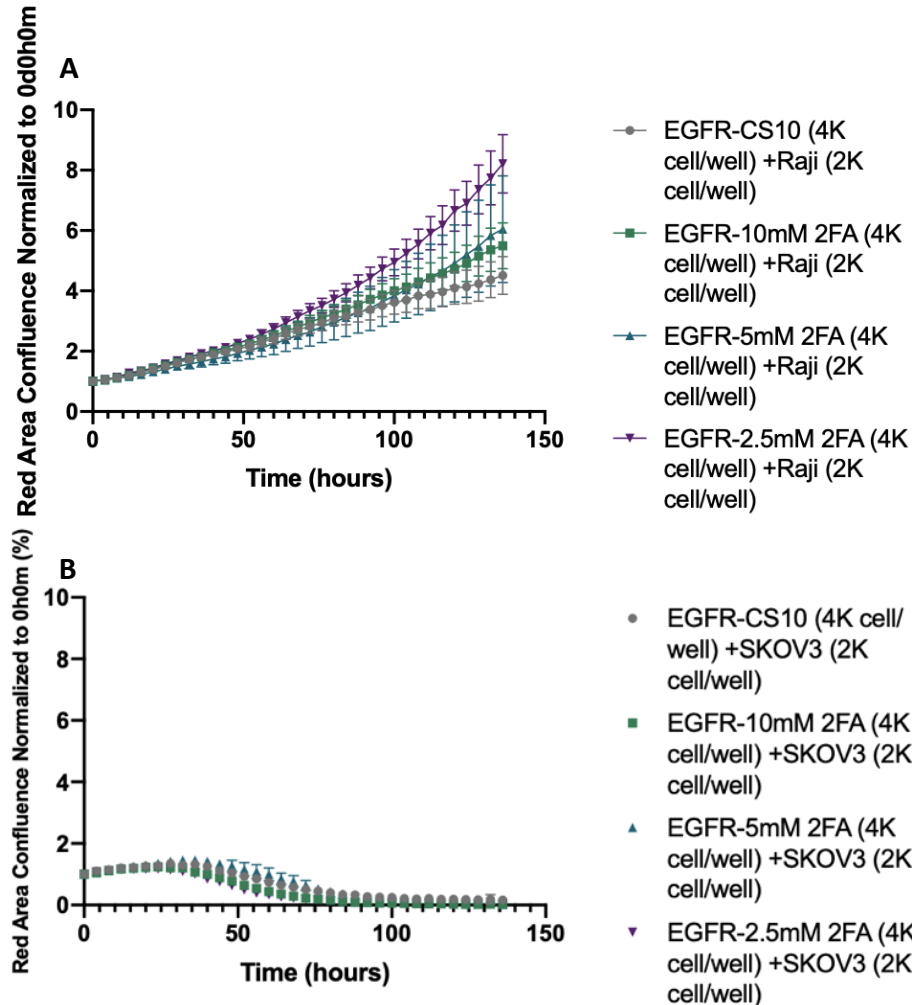 A
Red Area Confluence Normalized to 0d0h0m
10
8
6
4
2
0
0
50
100
150
Time (hours)
EGFR-CS10 (4K
cell/well) +Raji (2K
cell/well)
EGFR-10mM 2FA (4K
cell/well) +Raji (2K
cell/well)
EGFR-5mM 2FA (4K
cell/well) +Raji (2K
cell/well)
EGFR-2.5mM 2FA (4K
cell/well) +Raji (2K
cell/well)
B
Red Area Confluence Normalized to 0h0m (%)
10
8
6
4
2
0
0
50
100
150
Time (hours)
EGFR-CS10 (4K cell/
well) +SKOV3 (2K
cell/well)
EGFR-10mM 2FA (4K
cell/well) +SKOV3 (2K
cell/well)
EGFR-5mM 2FA (4K
cell/well) +SKOV3 (2K
cell/well)
EGFR-2.5mM 2FA (4K
cell/well) +SKOV3 (2K
cell/well)